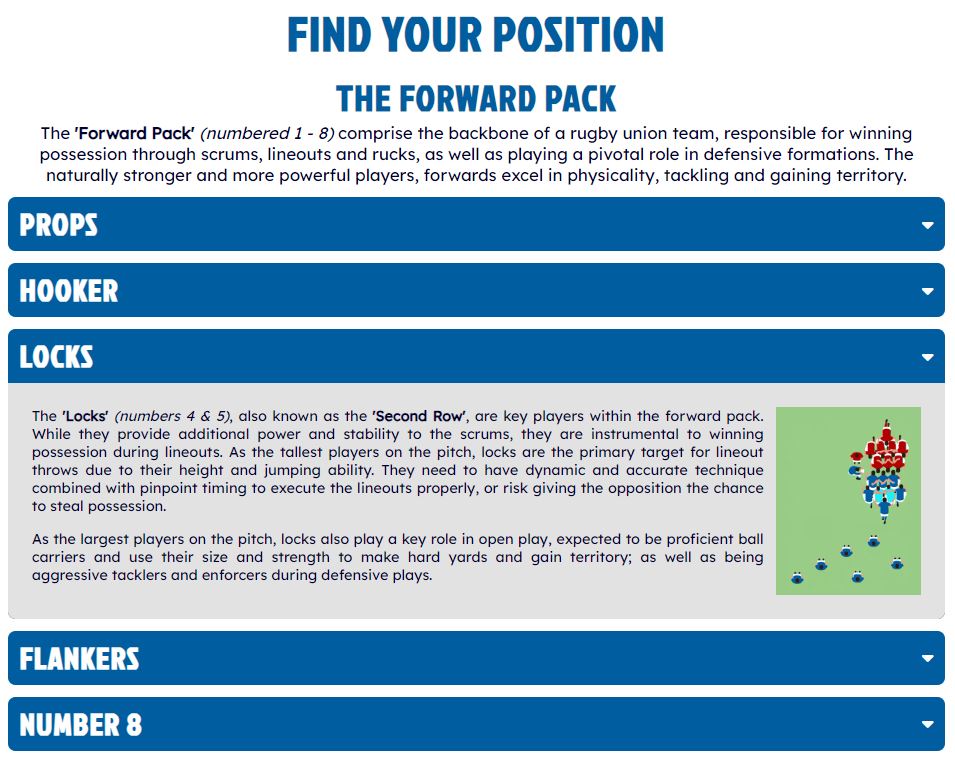 FIND YOUR POSITION
THE FORWARD PACK
The 'Forward Pack' (numbered 1 - 8) comprise the backbone of a rugby union team, responsible for winning
possession through scrums, lineouts and rucks, as well as playing a pivotal role in defensive formations. The
naturally stronger and more powerful players, forwards excel in physicality, tackling and gaining territory.
PROPS
HOOKER
LOCKS
The 'Locks' (numbers 4 & 5), also known as the 'Second Row', are key players within the forward pack.
While they provide additional power and stability to the scrums, they are instrumental to winning
possession during lineouts. As the tallest players on the pitch, locks are the primary target for lineout
throws due to their height and jumping ability. They need to have dynamic and accurate technique
combined with pinpoint timing to execute the lineouts properly, or risk giving the opposition the chance
to steal possession.
As the largest players on the pitch, locks also play a key role in open play, expected to be proficient ball
carriers and use their size and strength to make hard yards and gain territory; as well as being
aggressive tacklers and enforcers during defensive plays.
FLANKERS
NUMBER 8